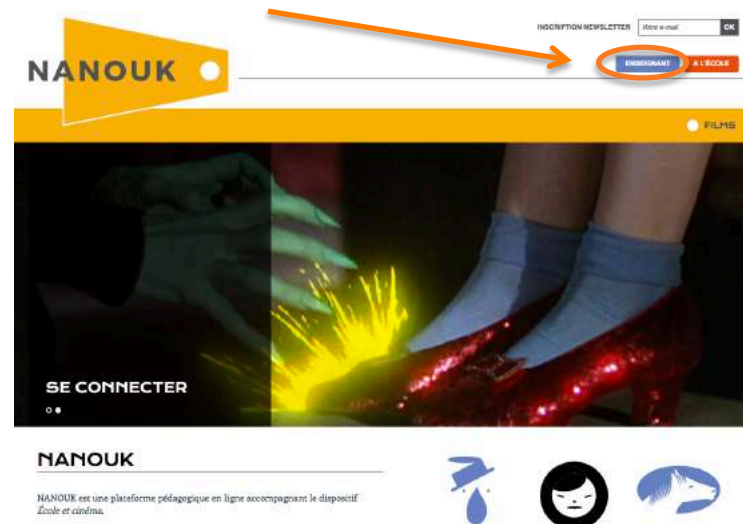 INSCRIPTION NEWSLETTER Votre e-mail OK
NANOUK
ENSEIGNANT A L'ÉCOLE
FILMS
SE CONNECTER
NANOUK
NANOUK est une plateforme pédagogique en ligne accompagnant le dispositif
École et cinéma.